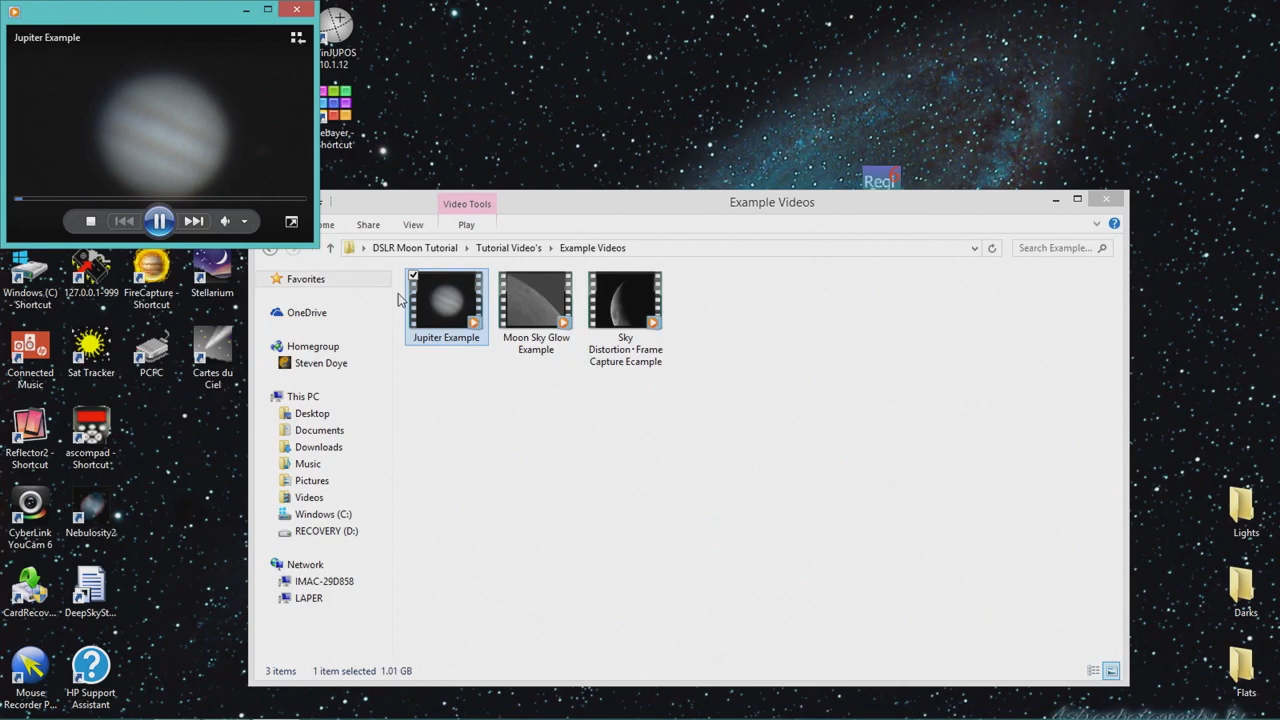 Jupiter Example
WinJUPOS
10.1.12
Debayer -
Shortcut
Regi
Video Tools
Example Videos
Home
Share
View
Play
DSLR Moon Tutorial
Tutorial Video's
Example Videos
Search Example...
Windows (C)
- Shortcut
127.0.0.1-999
FireCapture -
Shortcut
Stellarium
Connected
Music
Sat Tracker
PCFC
Cartes du
Ciel
Reflector2 -
Shortcut
ascompad -
Shortcut
CyberLink
YouCam 6
Nebulosity2
CardRecov...
DeepSkySt...
Mouse
Recorder P...
HP Support
Assistant
Favorites
OneDrive
Homegroup
Steven Doye
This PC
Desktop
Documents
Downloads
Music
Pictures
Videos
Windows (C:)
RECOVERY (D:)
Network
IMAC-29D858
LAPER
Jupiter Example
Moon Sky Glow
Example
Sky
Distortion・Frame
Capture Ecample
3 items
1 item selected 1.01 GB
Lights
Darks
Flats